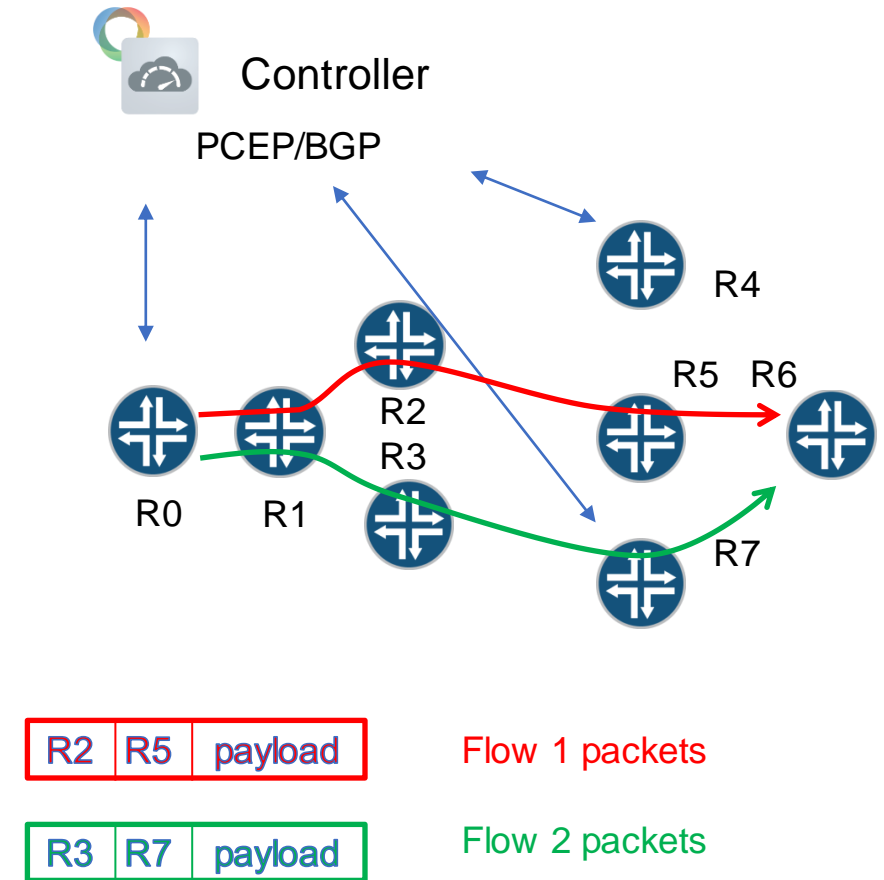 Controller
PCEP/BGP
R4
R5 R6
R2
R3
R0 R1
R7
R2 R5 payload Flow 1 packets
R3 R7 payload Flow 2 packets